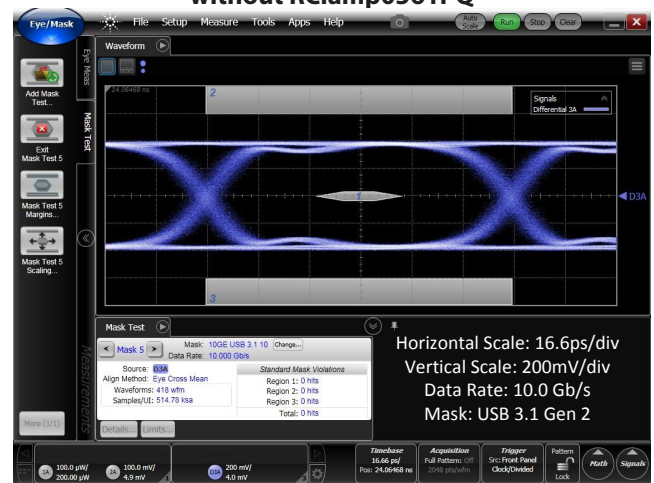 without RClamp0561PQ
Eye/Mask
File Setup Measure Tools Apps Help
Auto
Scale
Run
Stop
Clear
Waveform
Eye Meas
Mask Test
Add Mask
Test...
Exit
Mask Test 5
Mask Test 5
Margins...
Mask Test 5
Scaling...
More (1/1)
24.06468 ns
2
Signals
Differential 3A
1
D3A
3
Measurements
Mask Test
Mask 5
Mask: 10GE USB 3.1 10 Change...
Data Rate: 10.000 Gb/s
Source: D3A
Align Method: Eye Cross Mean
Waveforms: 418 wfm
Samples/UI: 514.78 ksa
Standard Mask Violations
Region 1: 0 hits
Region 2: 0 hits
Region 3: 0 hits
Total: 0 hits
Details... Limits...
Horizontal Scale: 16.6ps/div
Vertical Scale: 200mV/div
Data Rate: 10.0 Gb/s
Mask: USB 3.1 Gen 2
1A 100.0 µW/
200.00 µW
2A 100.0 mV/
4.9 mV
D3A 200 mV/
4.0 mV
Timebase
16.66 ps/
Pos: 24.06468 ns
Acquisition
Full Pattern: Off
2048 pts/wfm
Trigger
Src: Front Panel
Clock/Divided
Pattern
Lock
Math
Signals